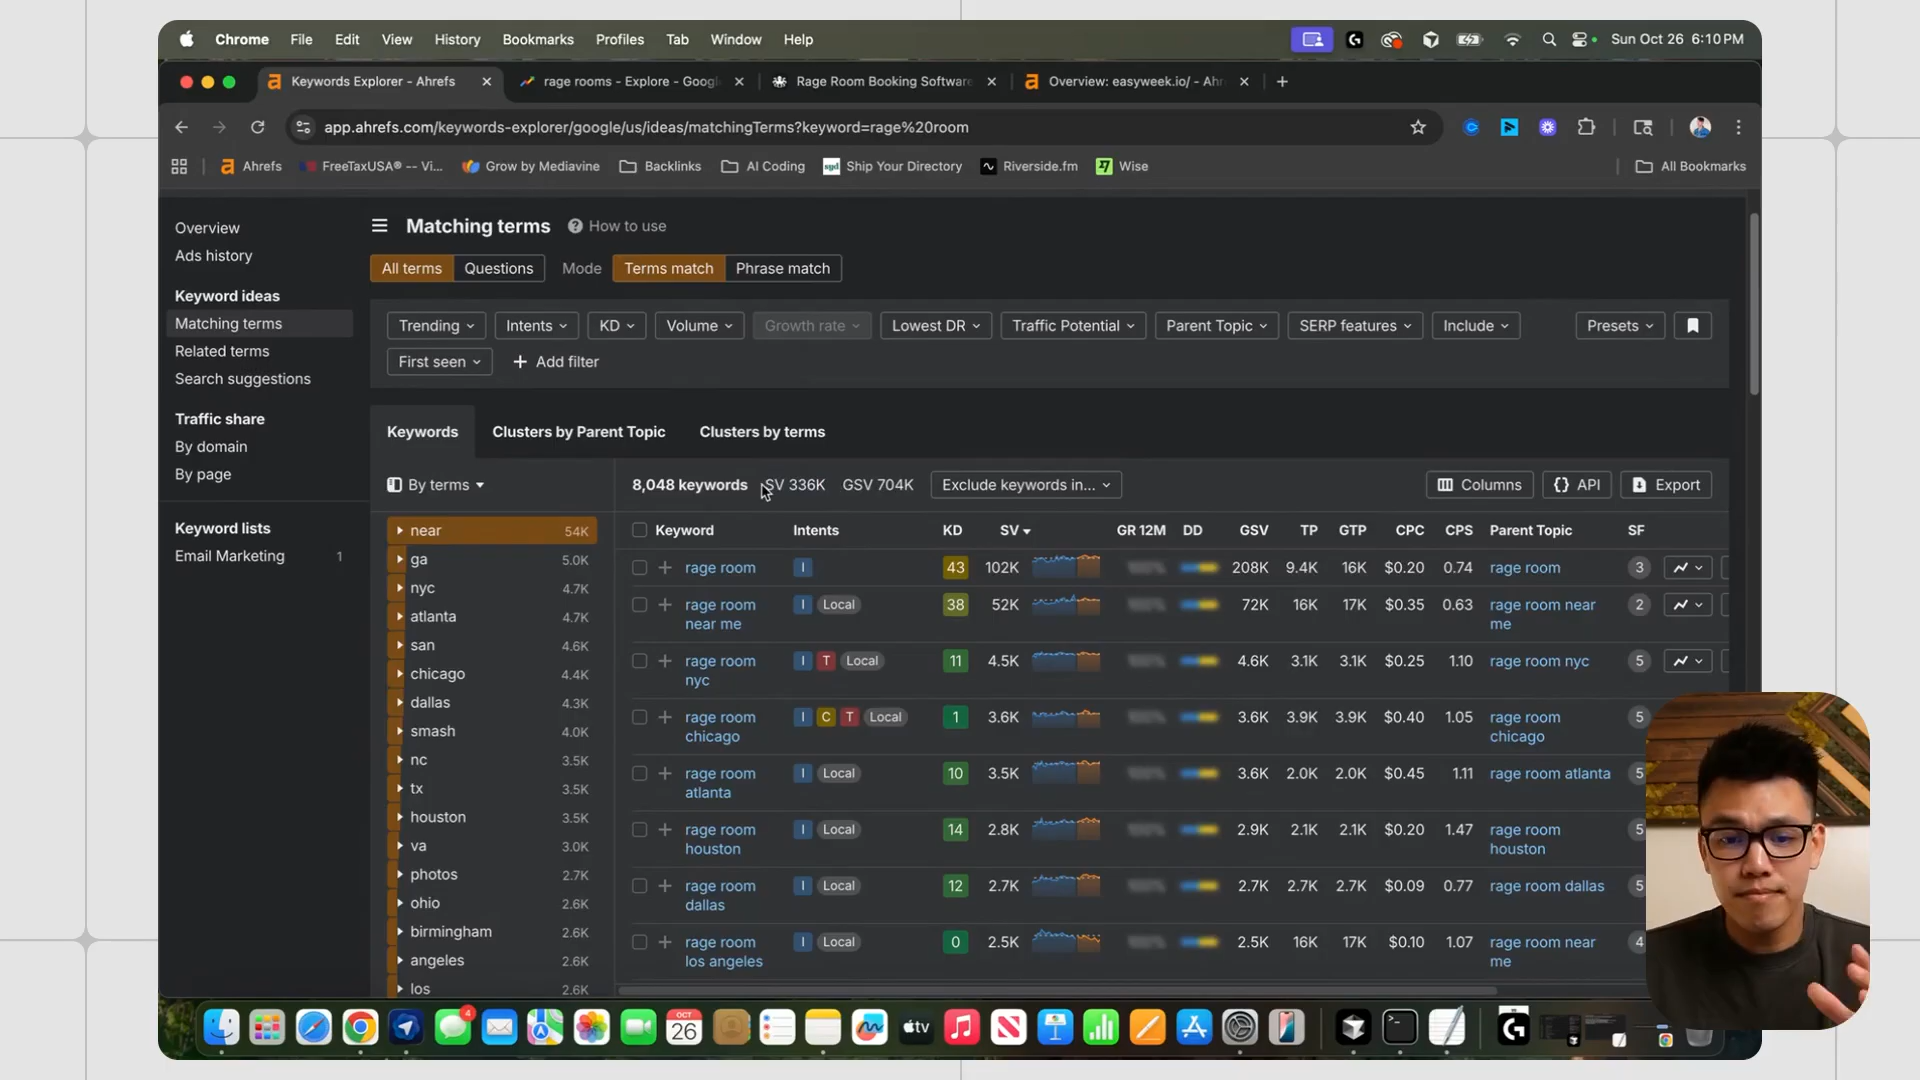 Chrome File Edit View History Bookmarks Profiles Tab Window Help Sun Oct 26 6:10 PM
Keywords Explorer - Ahrefs rage rooms - Explore - Googl Rage Room Booking Software Overview: easyweek.io/ - Ahr
app.ahrefs.com/keywords-explorer/google/us/ideas/matchingTerms?keyword=rage%20room
Ahrefs FreeTaxUSA® -- Vi... Grow by Mediavine Backlinks AI Coding syd Ship Your Directory Riverside.fm Wise All Bookmarks
Overview
Ads history
Keyword ideas
Matching terms
Related terms
Search suggestions
Traffic share
By domain
By page
Keyword lists
Email Marketing 1
Matching terms ? How to use
All terms Questions Mode Terms match Phrase match
Trending Intents KD Volume Growth rate Lowest DR Traffic Potential Parent Topic SERP features Include Presets
First seen + Add filter
Keywords Clusters by Parent Topic Clusters by terms
By terms
8,048 keywords SV 336K GSV 704K Exclude keywords in... Columns {} API Export
near 54K
ga 5.0K
nyc 4.7K
atlanta 4.7K
san 4.6K
chicago 4.4K
dallas 4.3K
smash 4.0K
nc 3.5K
tx 3.5K
houston 3.5K
va 3.0K
photos 2.7K
ohio 2.6K
birmingham 2.6K
angeles 2.6K
los 2.6K
Keyword Intents KD SV GR 12M DD GSV TP GTP CPC CPS Parent Topic SF
rage room I 43 102K 100% 208K 9.4K 16K $0.20 0.74 rage room 3
rage room near me I Local 38 52K 100% 72K 16K 17K $0.35 0.63 rage room near me 2
rage room nyc I T Local 11 4.5K 100% 4.6K 3.1K 3.1K $0.25 1.10 rage room nyc 5
rage room chicago I C T Local 1 3.6K 100% 3.6K 3.9K 3.9K $0.40 1.05 rage room chicago 5
rage room atlanta I Local 10 3.5K 100% 3.6K 2.0K 2.0K $0.45 1.11 rage room atlanta 5
rage room houston I Local 14 2.8K 100% 2.9K 2.1K 2.1K $0.20 1.47 rage room houston 5
rage room dallas I Local 12 2.7K 100% 2.7K 2.7K 2.7K $0.09 0.77 rage room dallas 5
rage room los angeles I Local 0 2.5K 100% 2.5K 16K 17K $0.10 1.07 rage room near me 4
4
OCT
26
tv